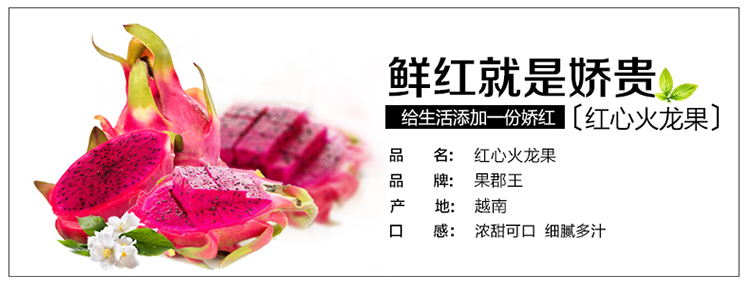 鲜红就是娇贵
给生活添加一份娇红 〔红心火龙果〕
品 名: 红心火龙果
品 牌: 果郡王
产 地: 越南
口 感: 浓甜可口 细腻多汁